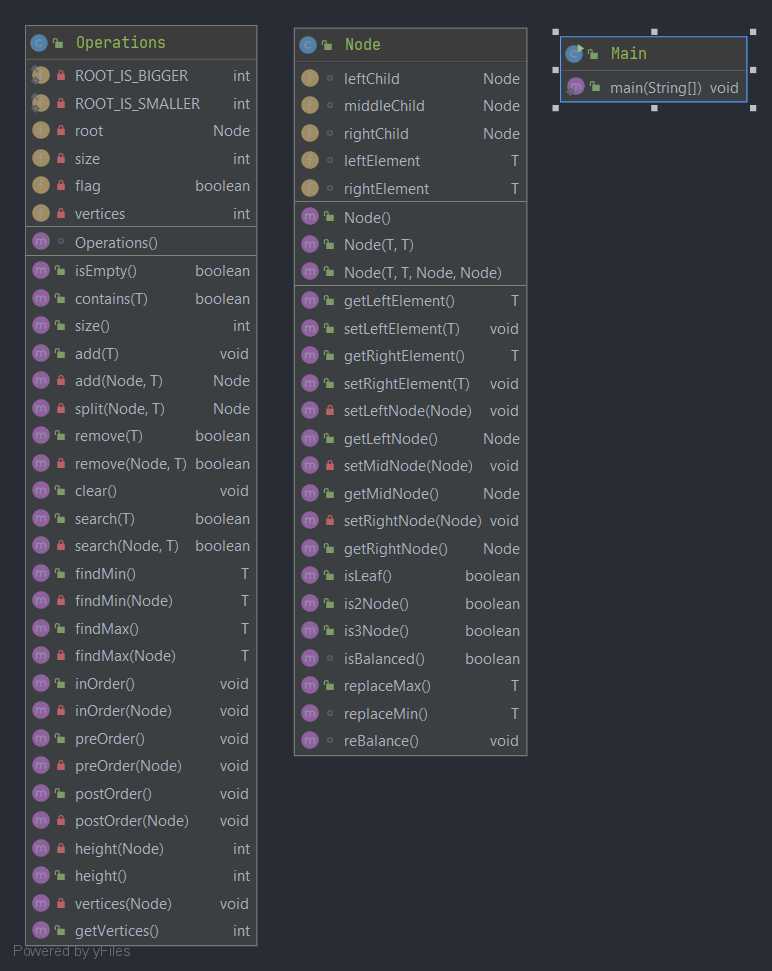 Operations
ROOT_IS_BIGGER int
ROOT_IS_SMALLER int
root Node
size int
flag boolean
vertices int
Operations()
isEmpty() boolean
contains(T) boolean
size() int
add(T) void
add(Node, T) Node
split(Node, T) Node
remove(T) boolean
remove(Node, T) boolean
clear() void
search(T) boolean
search(Node, T) boolean
findMin() T
findMin(Node) T
findMax() T
findMax(Node) T
inOrder() void
inOrder(Node) void
preOrder() void
preOrder(Node) void
postOrder() void
postOrder(Node) void
height(Node) int
height() int
vertices(Node) void
getVertices() int
Node
leftChild Node
middleChild Node
rightChild Node
leftElement T
rightElement T
Node()
Node(T, T)
Node(T, T, Node, Node)
getLeftElement() T
setLeftElement(T) void
getRightElement() T
setRightElement(T) void
setLeftNode(Node) void
getLeftNode() Node
setMidNode(Node) void
getMidNode() Node
setRightNode(Node) void
getRightNode() Node
isLeaf() boolean
is2Node() boolean
is3Node() boolean
isBalanced() boolean
replaceMax() T
replaceMin() T
reBalance() void
Main
main(String[]) void
Powered by yFiles